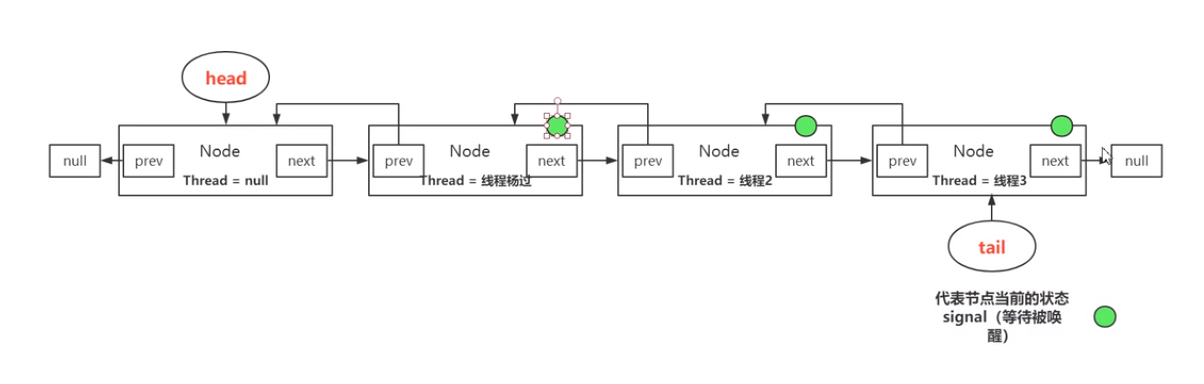 head
Node
Node
Node
Node
null
prev
next
prev
next
prev
next
prev
next
null
Thread = null
Thread = 线程杨过
Thread = 线程2
Thread = 线程3
tail
代表节点当前的状态
signal（等待被唤
醒）